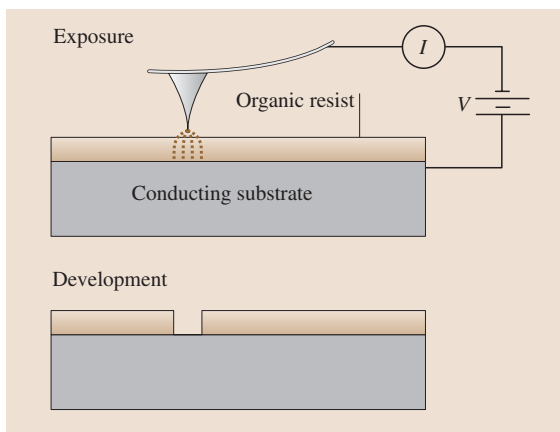 Exposure
I
Organic resist
V
Conducting substrate
Development